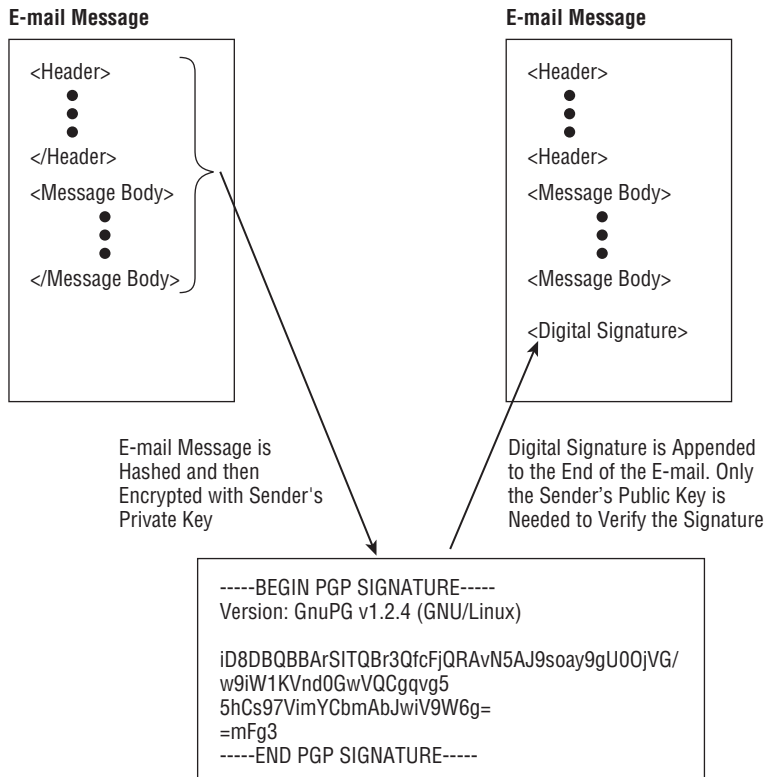 E-mail Message
<Header>
</Header>
<Message Body>
</Message Body>
E-mail Message
<Header>
<Header>
<Message Body>
<Message Body>
<Digital Signature>
E-mail Message is
Hashed and then
Encrypted with Sender's
Private Key
Digital Signature is Appended
to the End of the E-mail. Only
the Sender’s Public Key is
Needed to Verify the Signature
-----BEGIN PGP SIGNATURE-----
Version: GnuPG v1.2.4 (GNU/Linux)
iD8DBQBBArSITQBr3QfcFjQRAvN5AJ9soay9gU0OjVG/
w9iW1KVnd0GwVQCgqvg5
5hCs97VimYCbmAbJwiV9W6g=
=mFg3
-----END PGP SIGNATURE-----